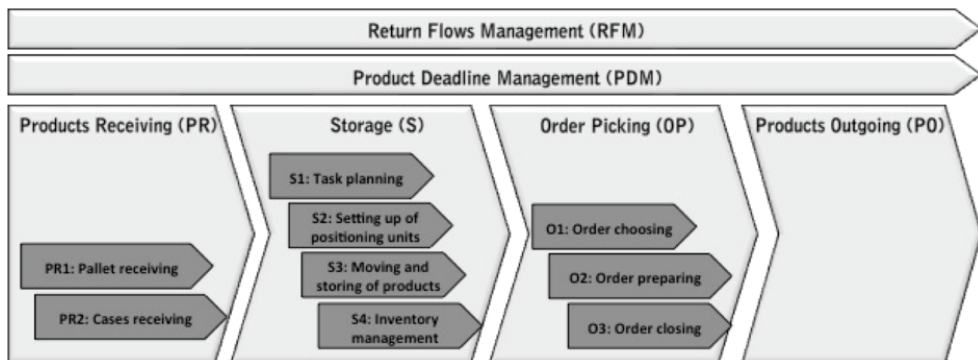 Return Flows Management (RFM)
Product Deadline Management (PDM)
Products Receiving (PR)
Storage (S)
Order Picking (OP)
Products Outgoing (PO)
S1: Task planning
S2: Setting up of
positioning units
S3: Moving and
storing of products
S4: Inventory
management
PR1: Pallet receiving
PR2: Cases receiving
O1: Order choosing
O2: Order preparing
O3: Order closing